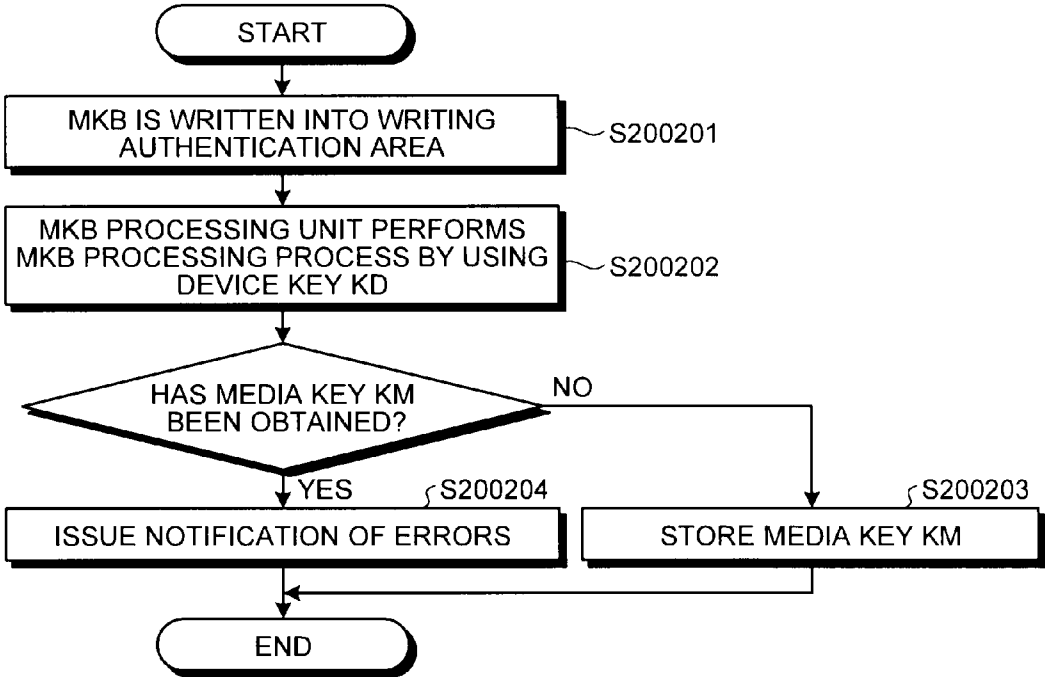 START
MKB IS WRITTEN INTO WRITING
AUTHENTICATION AREA
S200201
MKB PROCESSING UNIT PERFORMS
MKB PROCESSING PROCESS BY USING
DEVICE KEY KD
S200202
HAS MEDIA KEY KM
BEEN OBTAINED?
NO
YES
S200204
ISSUE NOTIFICATION OF ERRORS
S200203
STORE MEDIA KEY KM
END